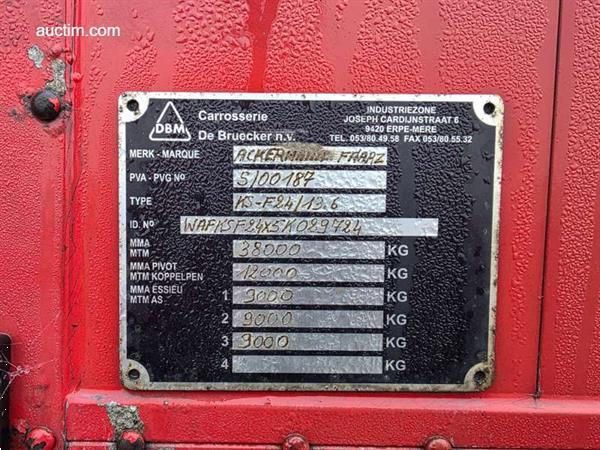 auctim.com
DBM
Carrosserie
De Bruecker n.v.
INDUSTRIEZONE
JOSEPH CARDIJNSTRAAT 6
9420 ERPE-MERE
TEL. 053/80.49.58 FAX 053/80.55.32
MERK - MARQUE ACKERMANN FRAPZ
PVA - PVG Nº S/00187
TYPE KS-F24/13.6
ID. Nº WAFKSF24X5K029724
MMA
MTM 38000 KG
MMA PIVOT
MTM KOPPELPEN 12000 KG
MMA ESSIEU
MTM AS 1 9000 KG
2 9000 KG
3 9000 KG
4 KG